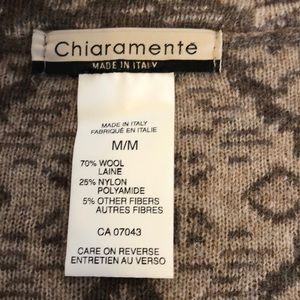 Chiaramente
MADE IN ITALY
MADE IN ITALY
FABRIQUÉ EN ITALIE
M/M
70% WOOL
LAINE
25% NYLON
POLYAMIDE
5% OTHER FIBERS
AUTRES FIBRES
CA 07043
CARE ON REVERSE
ENTRETIEN AU VERSO